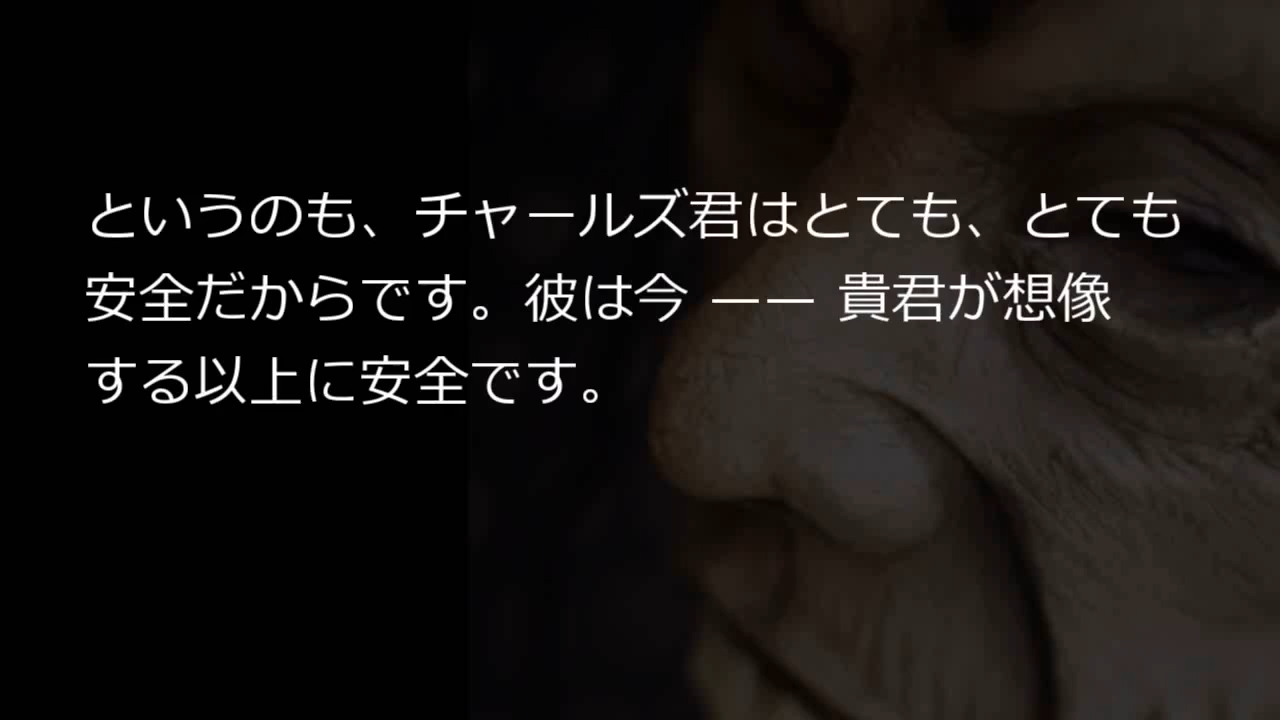 というのも、チャールズ君はとても、とても
安全だからです。彼は今 —— 貴君が想像
する以上に安全です。